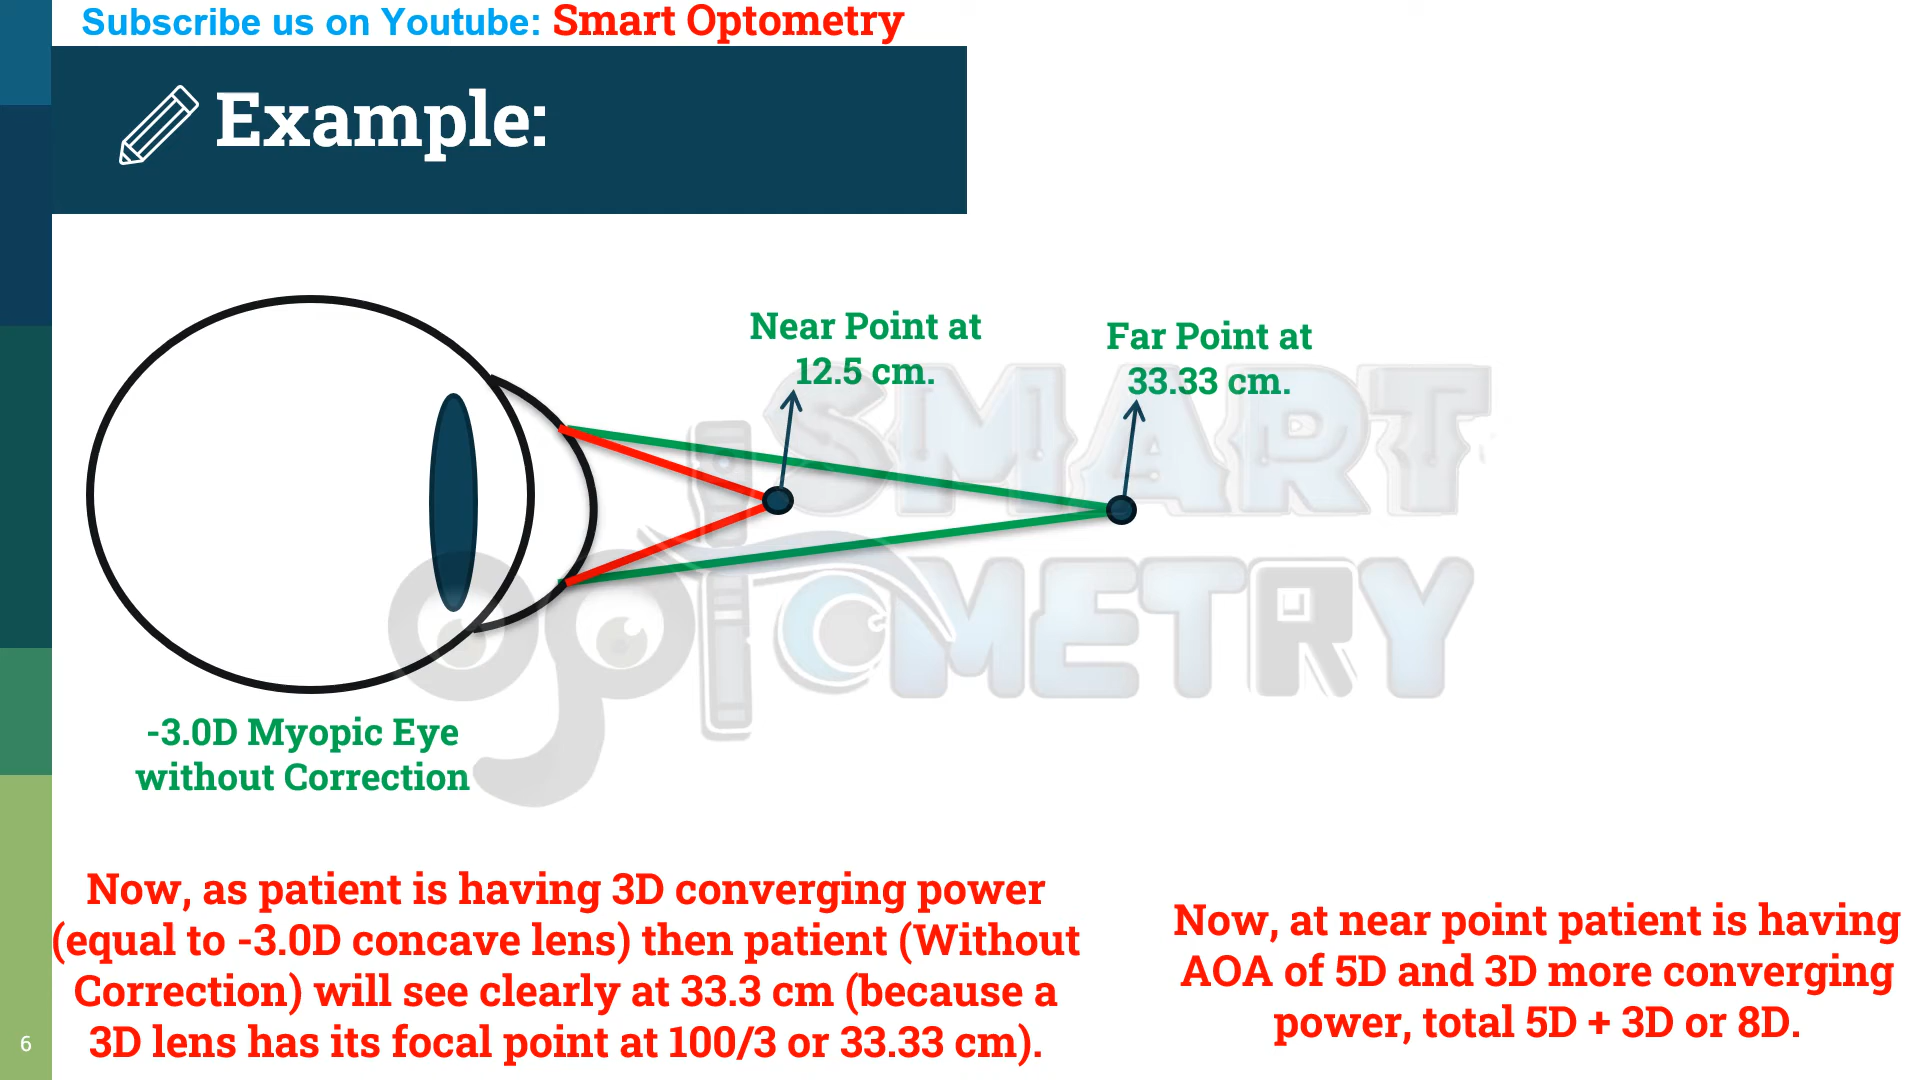 Subscribe us on Youtube: Smart Optometry
Example:
Near Point at
12.5 cm.
Far Point at
33.33 cm.
SMART
OPTOMETRY
-3.0D Myopic Eye
without Correction
Now, as patient is having 3D converging power
(equal to -3.0D concave lens) then patient (Without
Correction) will see clearly at 33.3 cm (because a
3D lens has its focal point at 100/3 or 33.33 cm).
Now, at near point patient is having
AOA of 5D and 3D more converging
power, total 5D + 3D or 8D.
6